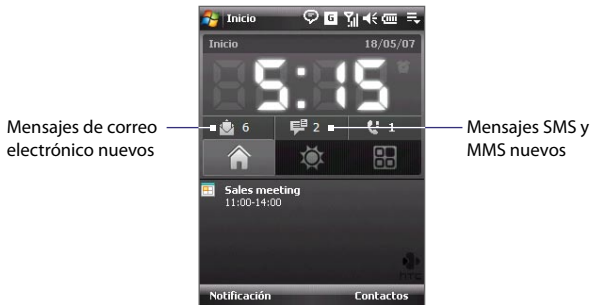 Inicio
G
Inicio 18/05/07
5:15
Mensajes de correo
electrónico nuevos
6 2 1
Mensajes SMS y
MMS nuevos
Sales meeting
11:00-14:00
hTC
Notificación Contactos